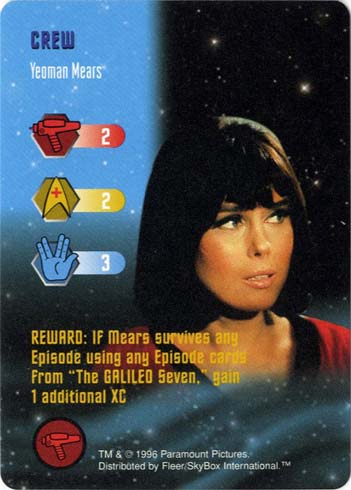 CREW
Yeoman Mears
2
2
3
REWARD: If Mears survives any
Episode using any Episode cards
From "The GALILEO Seven," gain
1 additional XC
TM & © 1996 Paramount Pictures.
Distributed by Fleer/SkyBox International.™